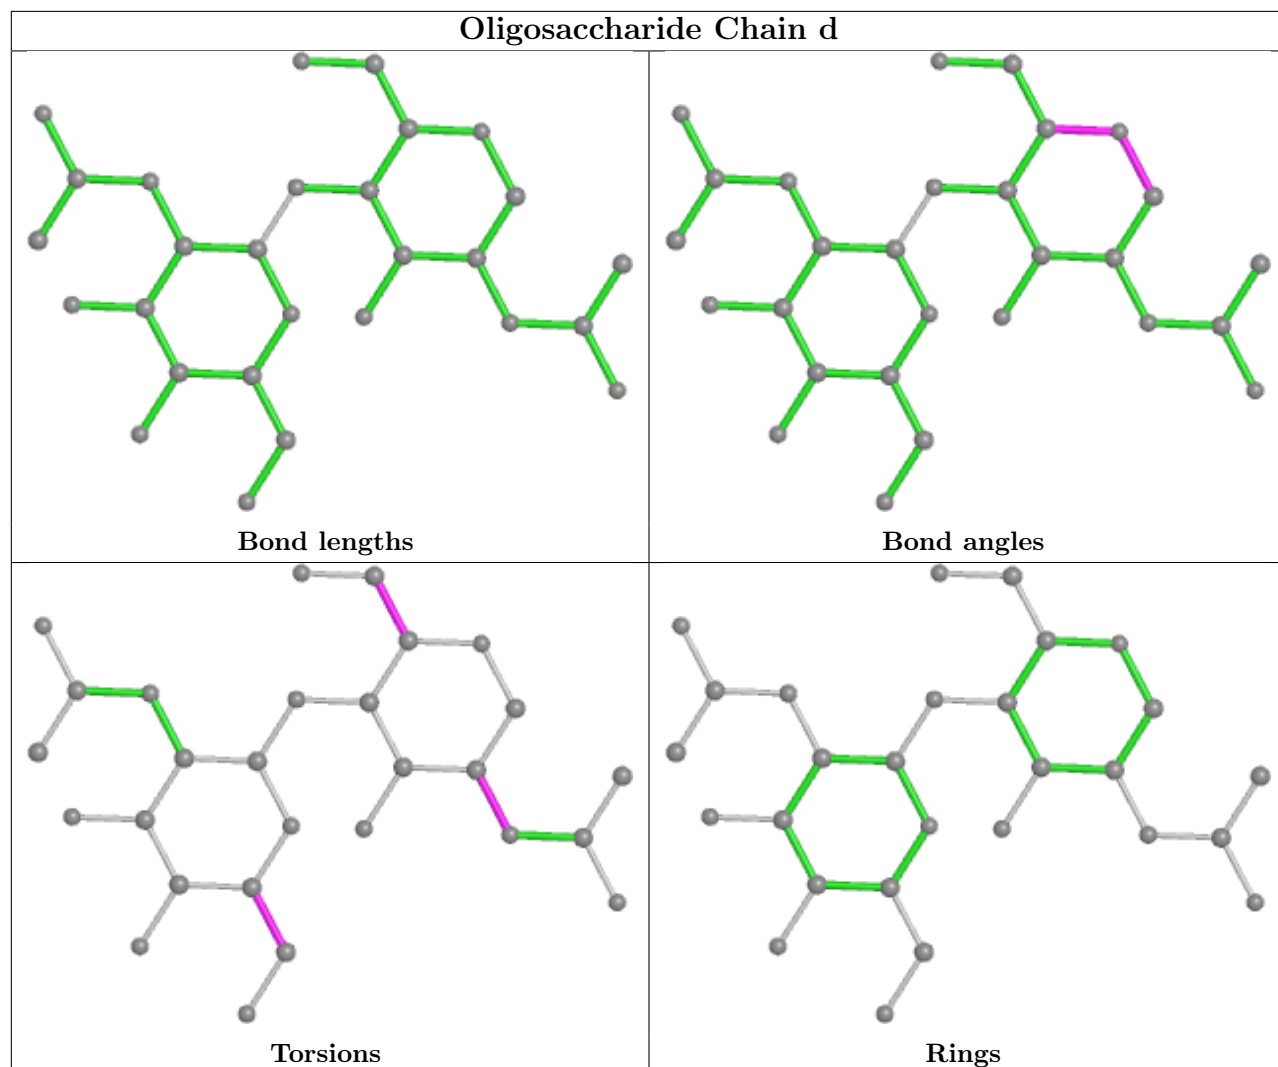 Oligosaccharide Chain d
Bond lengths
Bond angles
Torsions
Rings